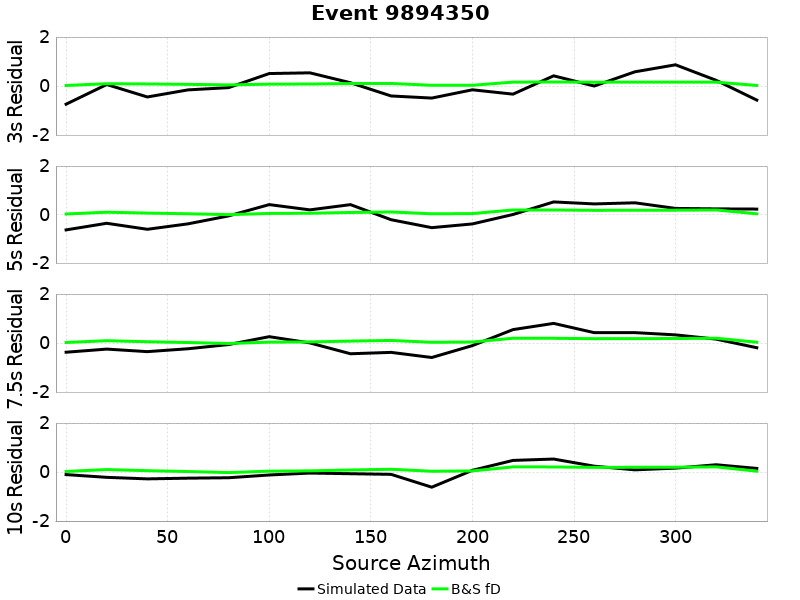 Event 9894350
3s Residual
2
0
-2
5s Residual
2
0
-2
7.5s Residual
2
0
-2
10s Residual
2
0
-2
0 50 100 150 200 250 300
Source Azimuth
Simulated Data B&S fD